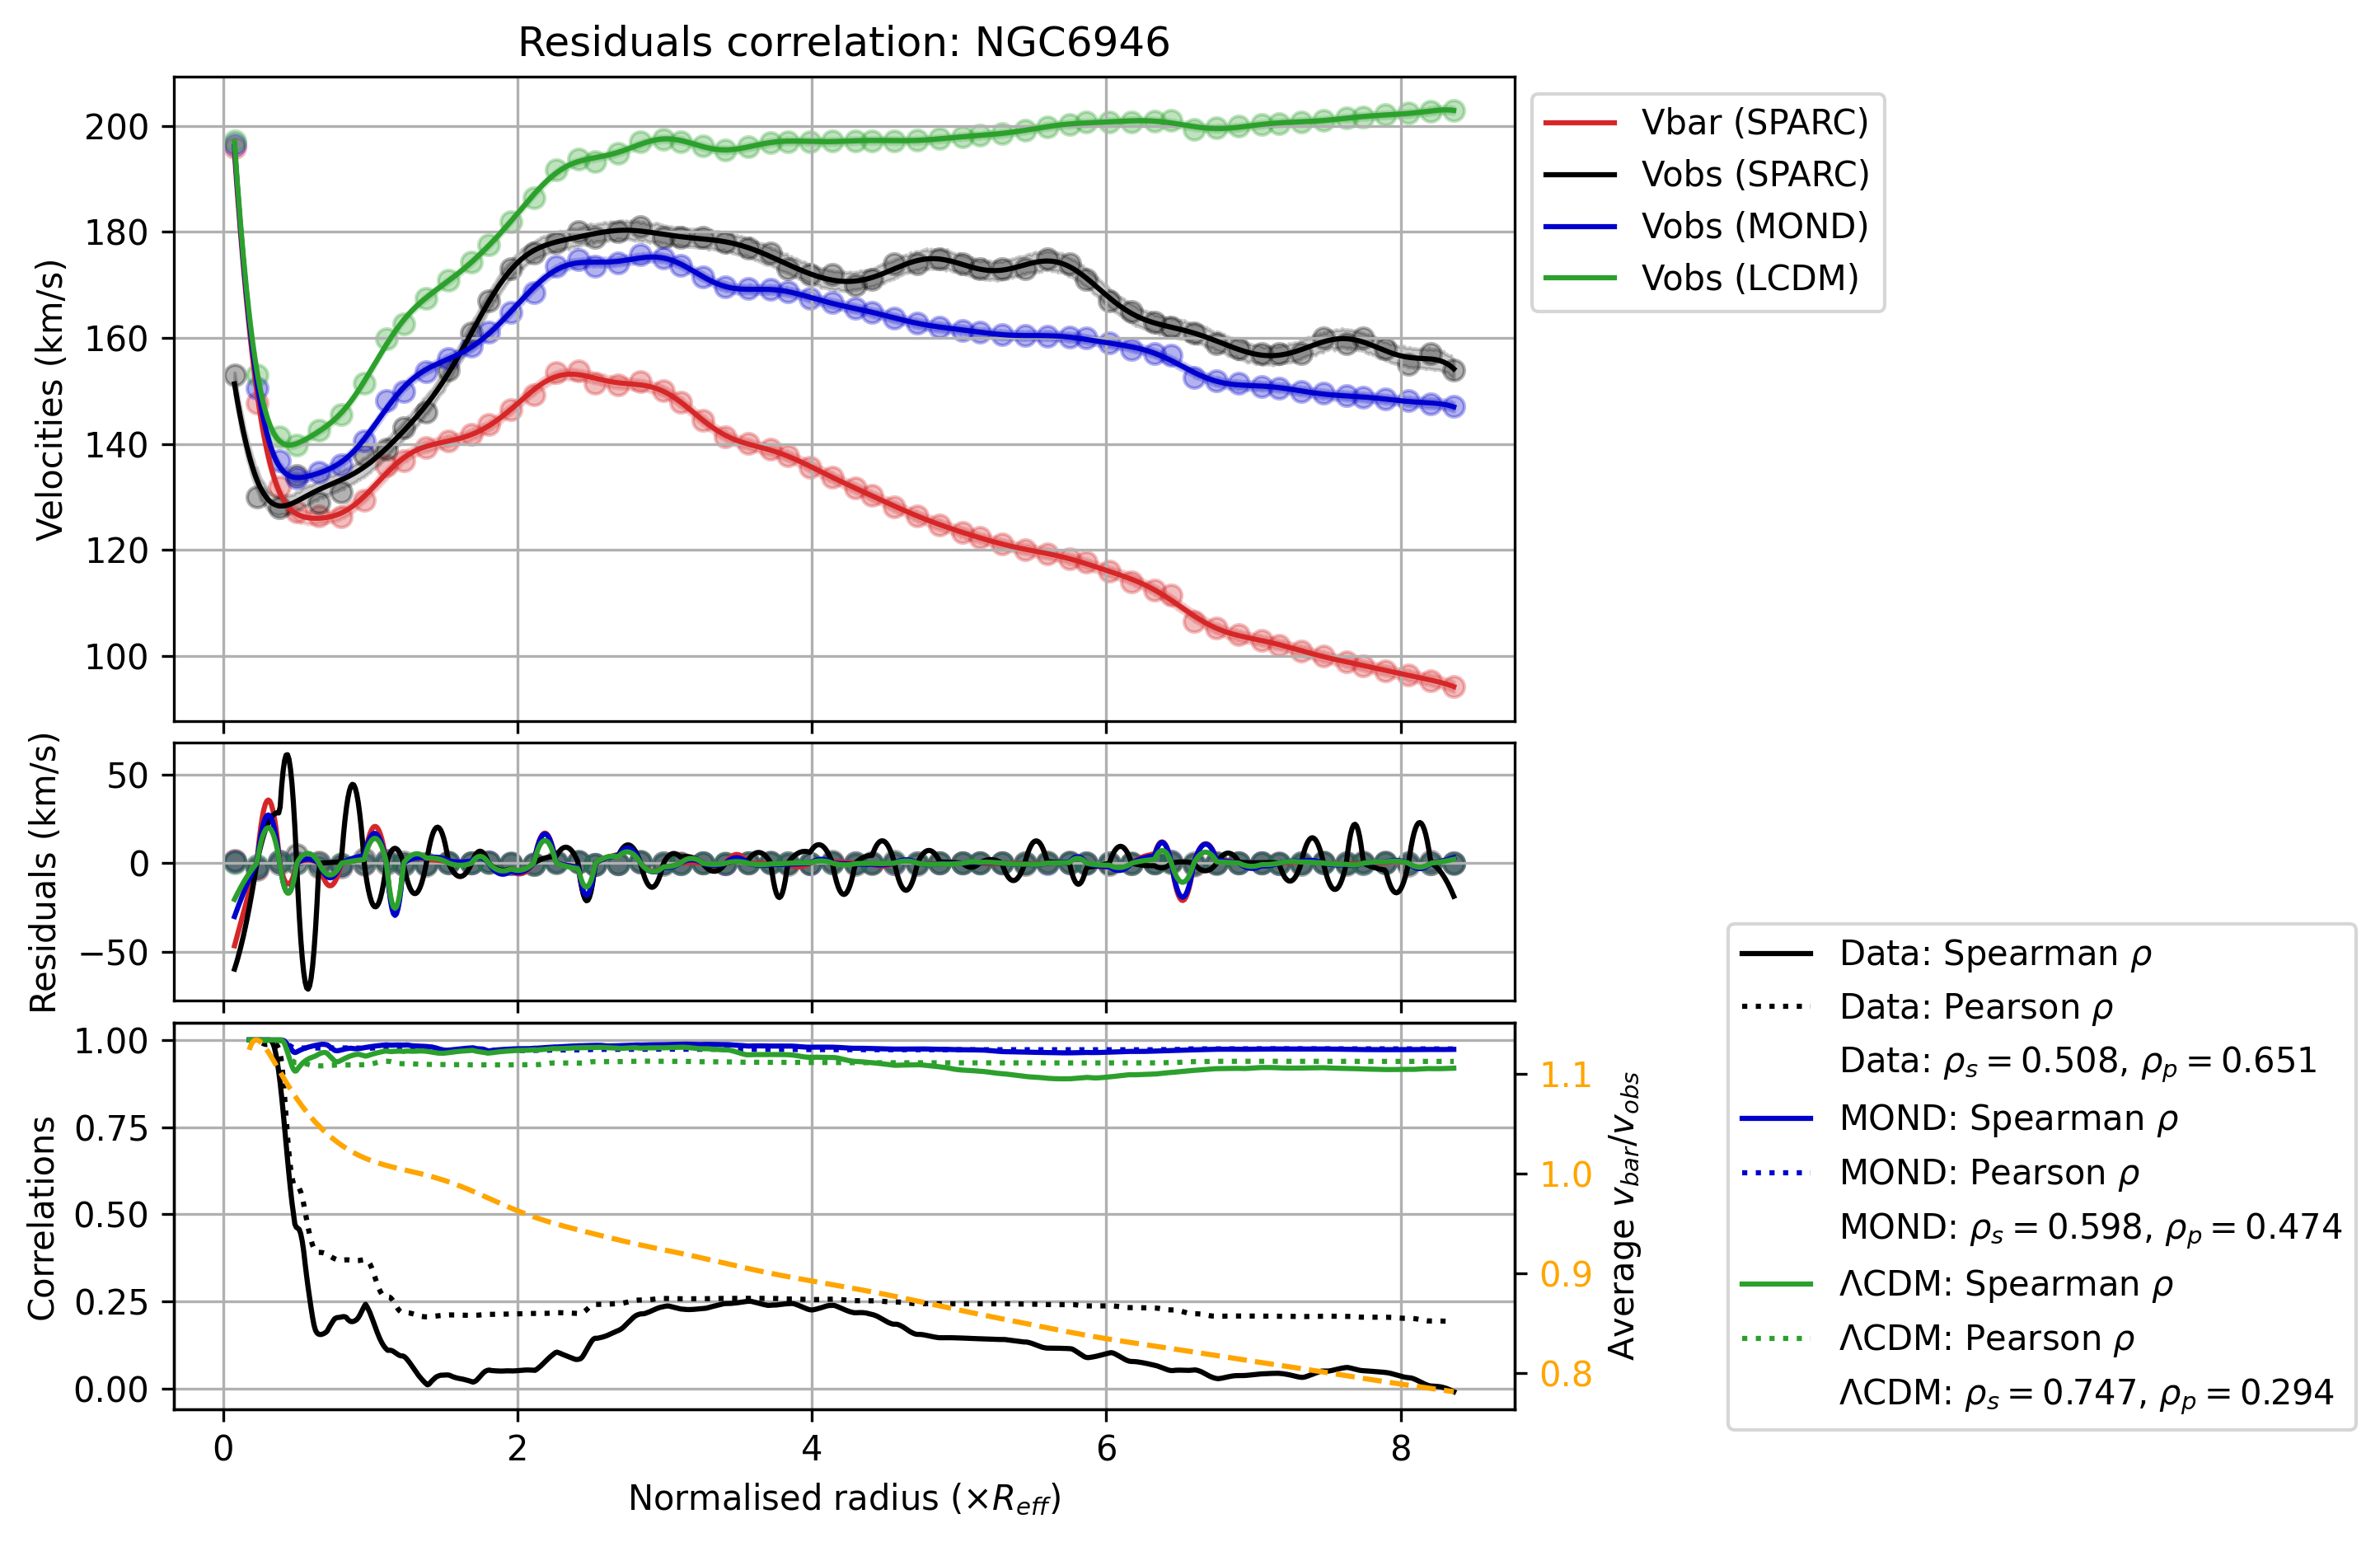 Residuals correlation: NGC6946
Velocities (km/s)
200
180
160
140
120
100
Vbar (SPARC)
Vobs (SPARC)
Vobs (MOND)
Vobs (LCDM)
Residuals (km/s)
50
0
−50
Correlations
1.00
0.75
0.50
0.25
0.00
1.1
1.0
0.9
0.8
Average v_bar/v_obs
0 2 4 6 8
Normalised radius (×R_eff)
Data: Spearman ρ
Data: Pearson ρ
Data: ρ_s = 0.508, ρ_p = 0.651
MOND: Spearman ρ
MOND: Pearson ρ
MOND: ρ_s = 0.598, ρ_p = 0.474
ΛCDM: Spearman ρ
ΛCDM: Pearson ρ
ΛCDM: ρ_s = 0.747, ρ_p = 0.294